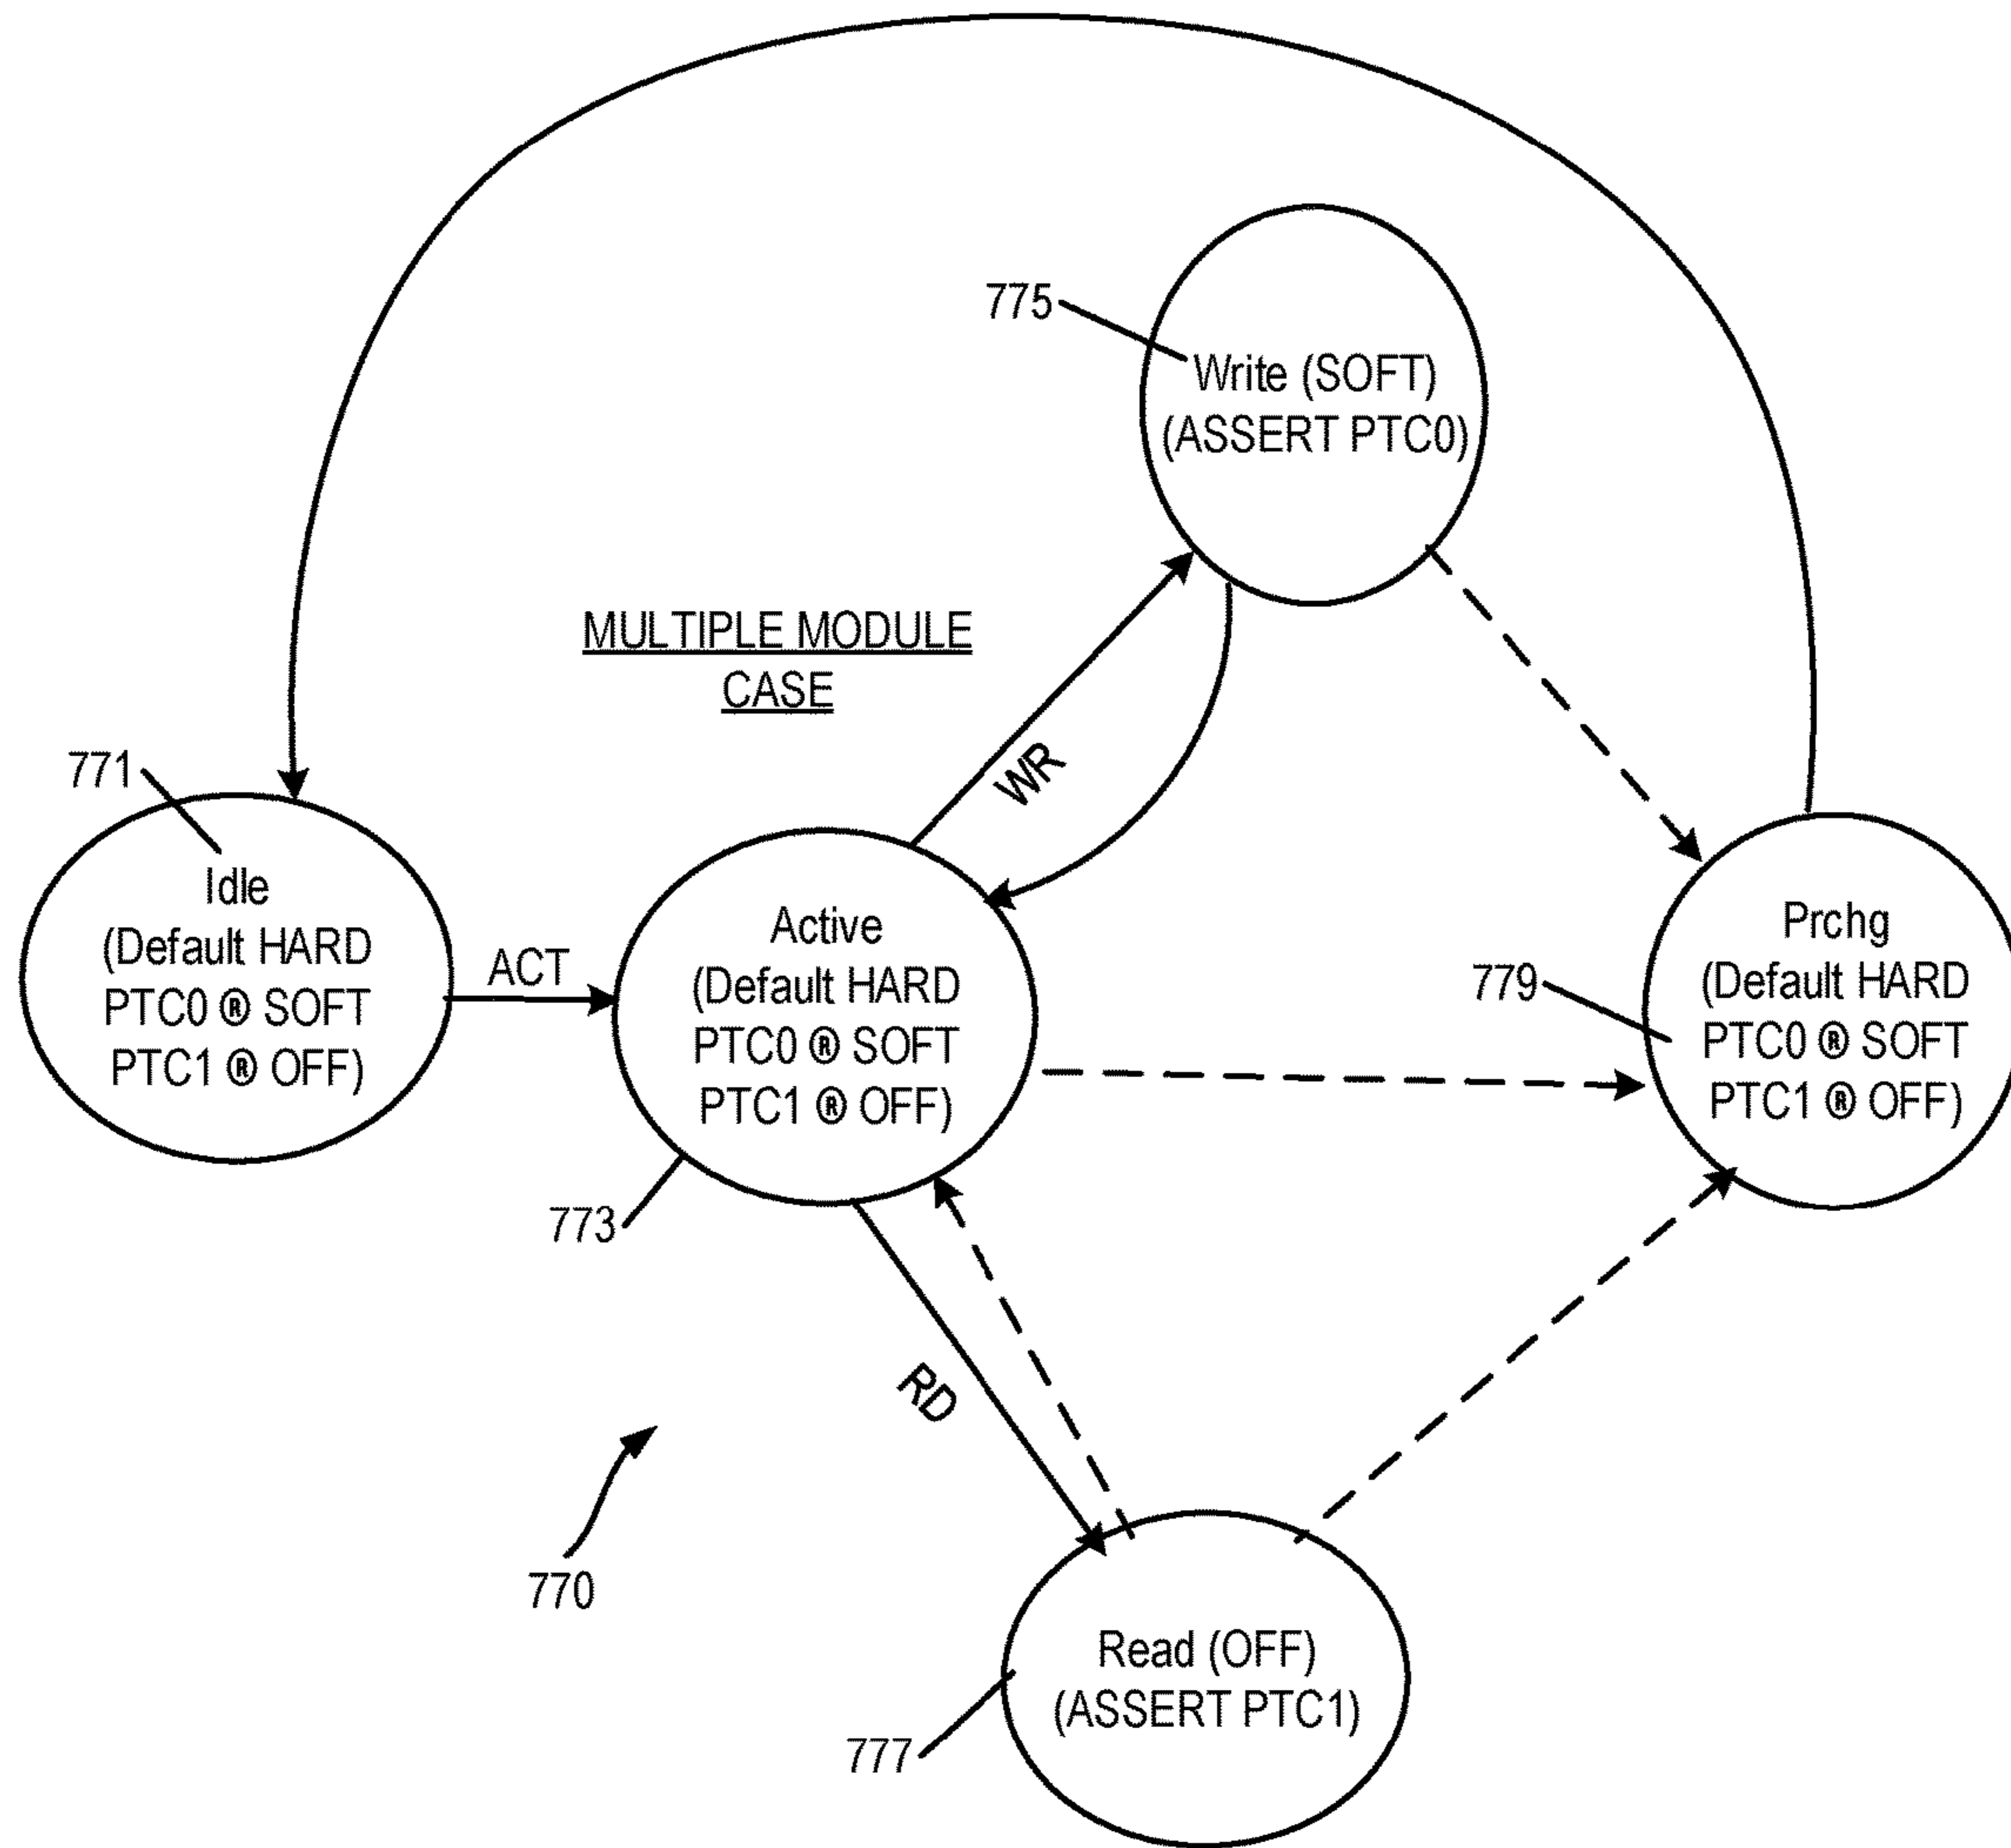 775
Write (SOFT)
(ASSERT PTC0)
MULTIPLE MODULE
CASE
WR
771
Idle
(Default HARD
PTC0 ® SOFT
PTC1 ® OFF)
ACT
Active
(Default HARD
PTC0 ® SOFT
PTC1 ® OFF)
773
779
Prchg
(Default HARD
PTC0 ® SOFT
PTC1 ® OFF)
RD
770
Read (OFF)
(ASSERT PTC1)
777